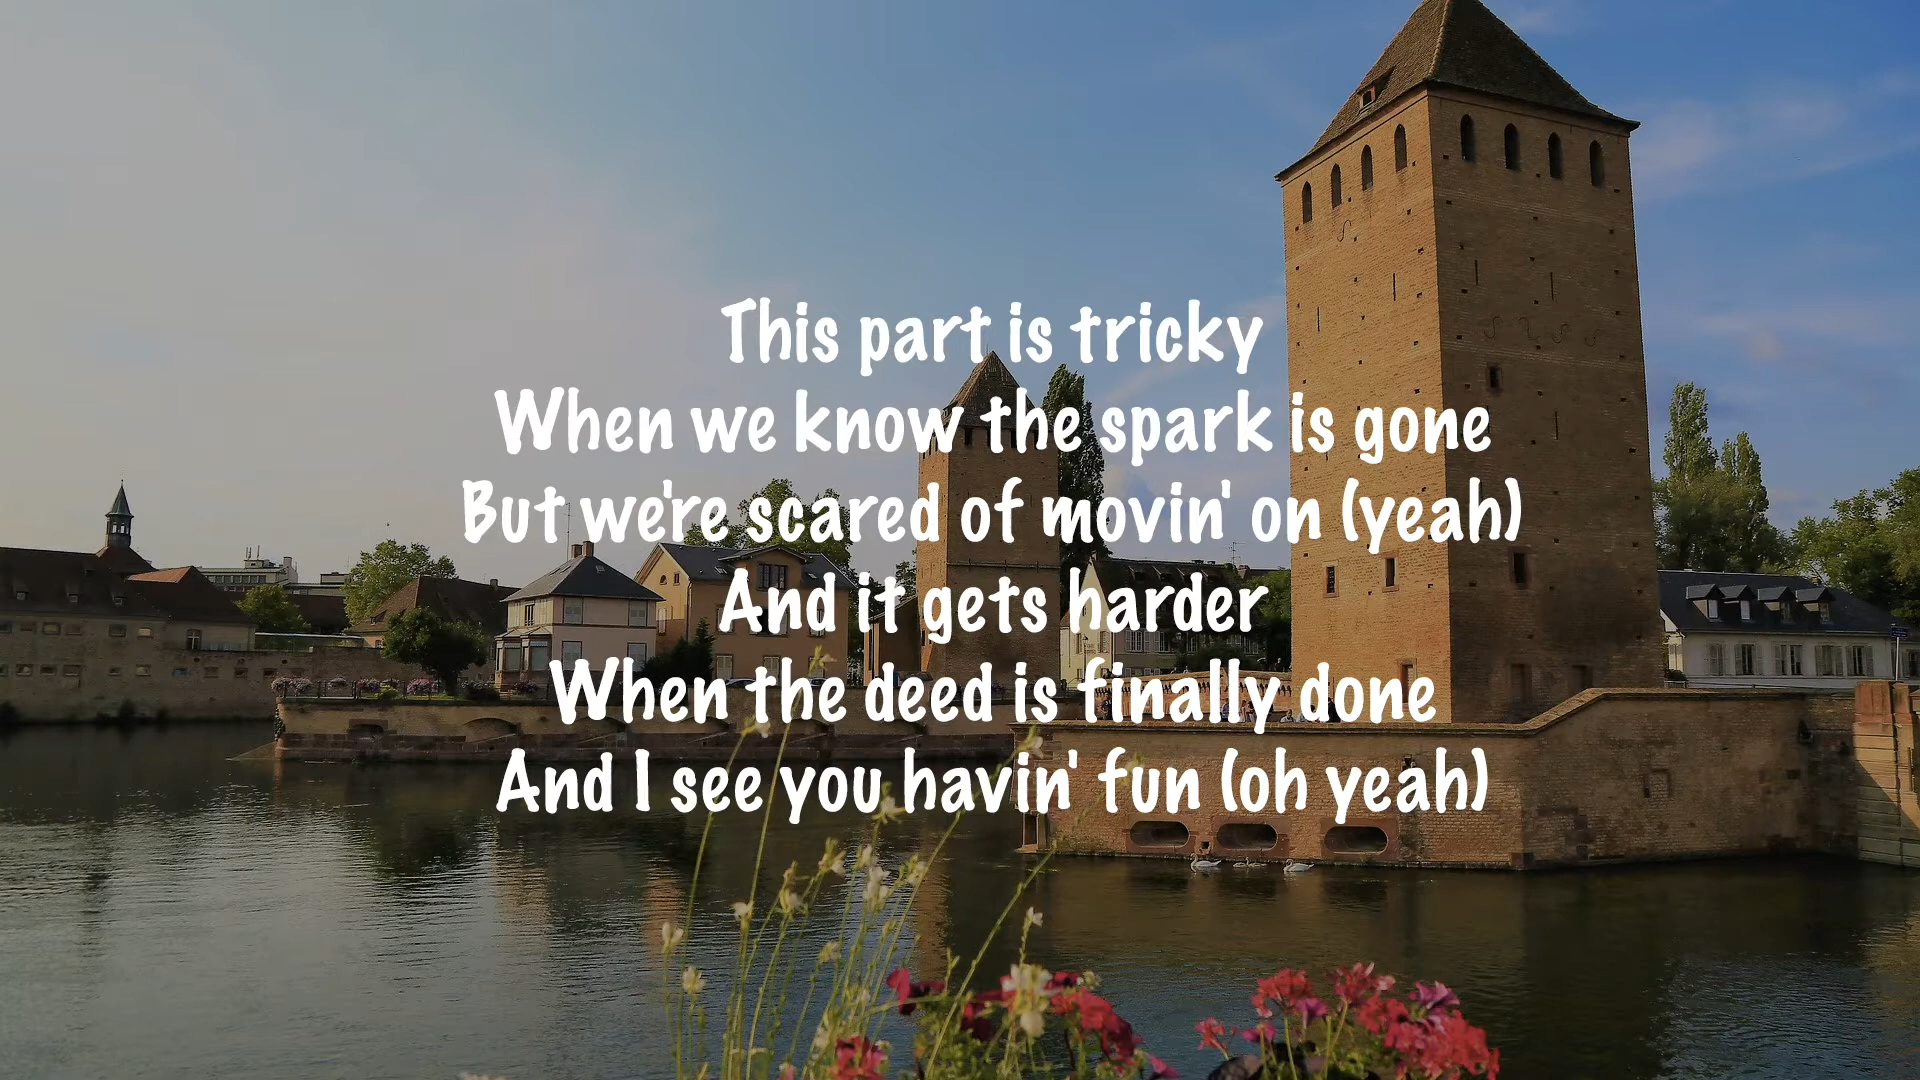 This part is tricky
When we know the spark is gone
But we're scared of movin' on (yeah)
And it gets harder
When the deed is finally done
And I see you havin' fun (oh yeah)